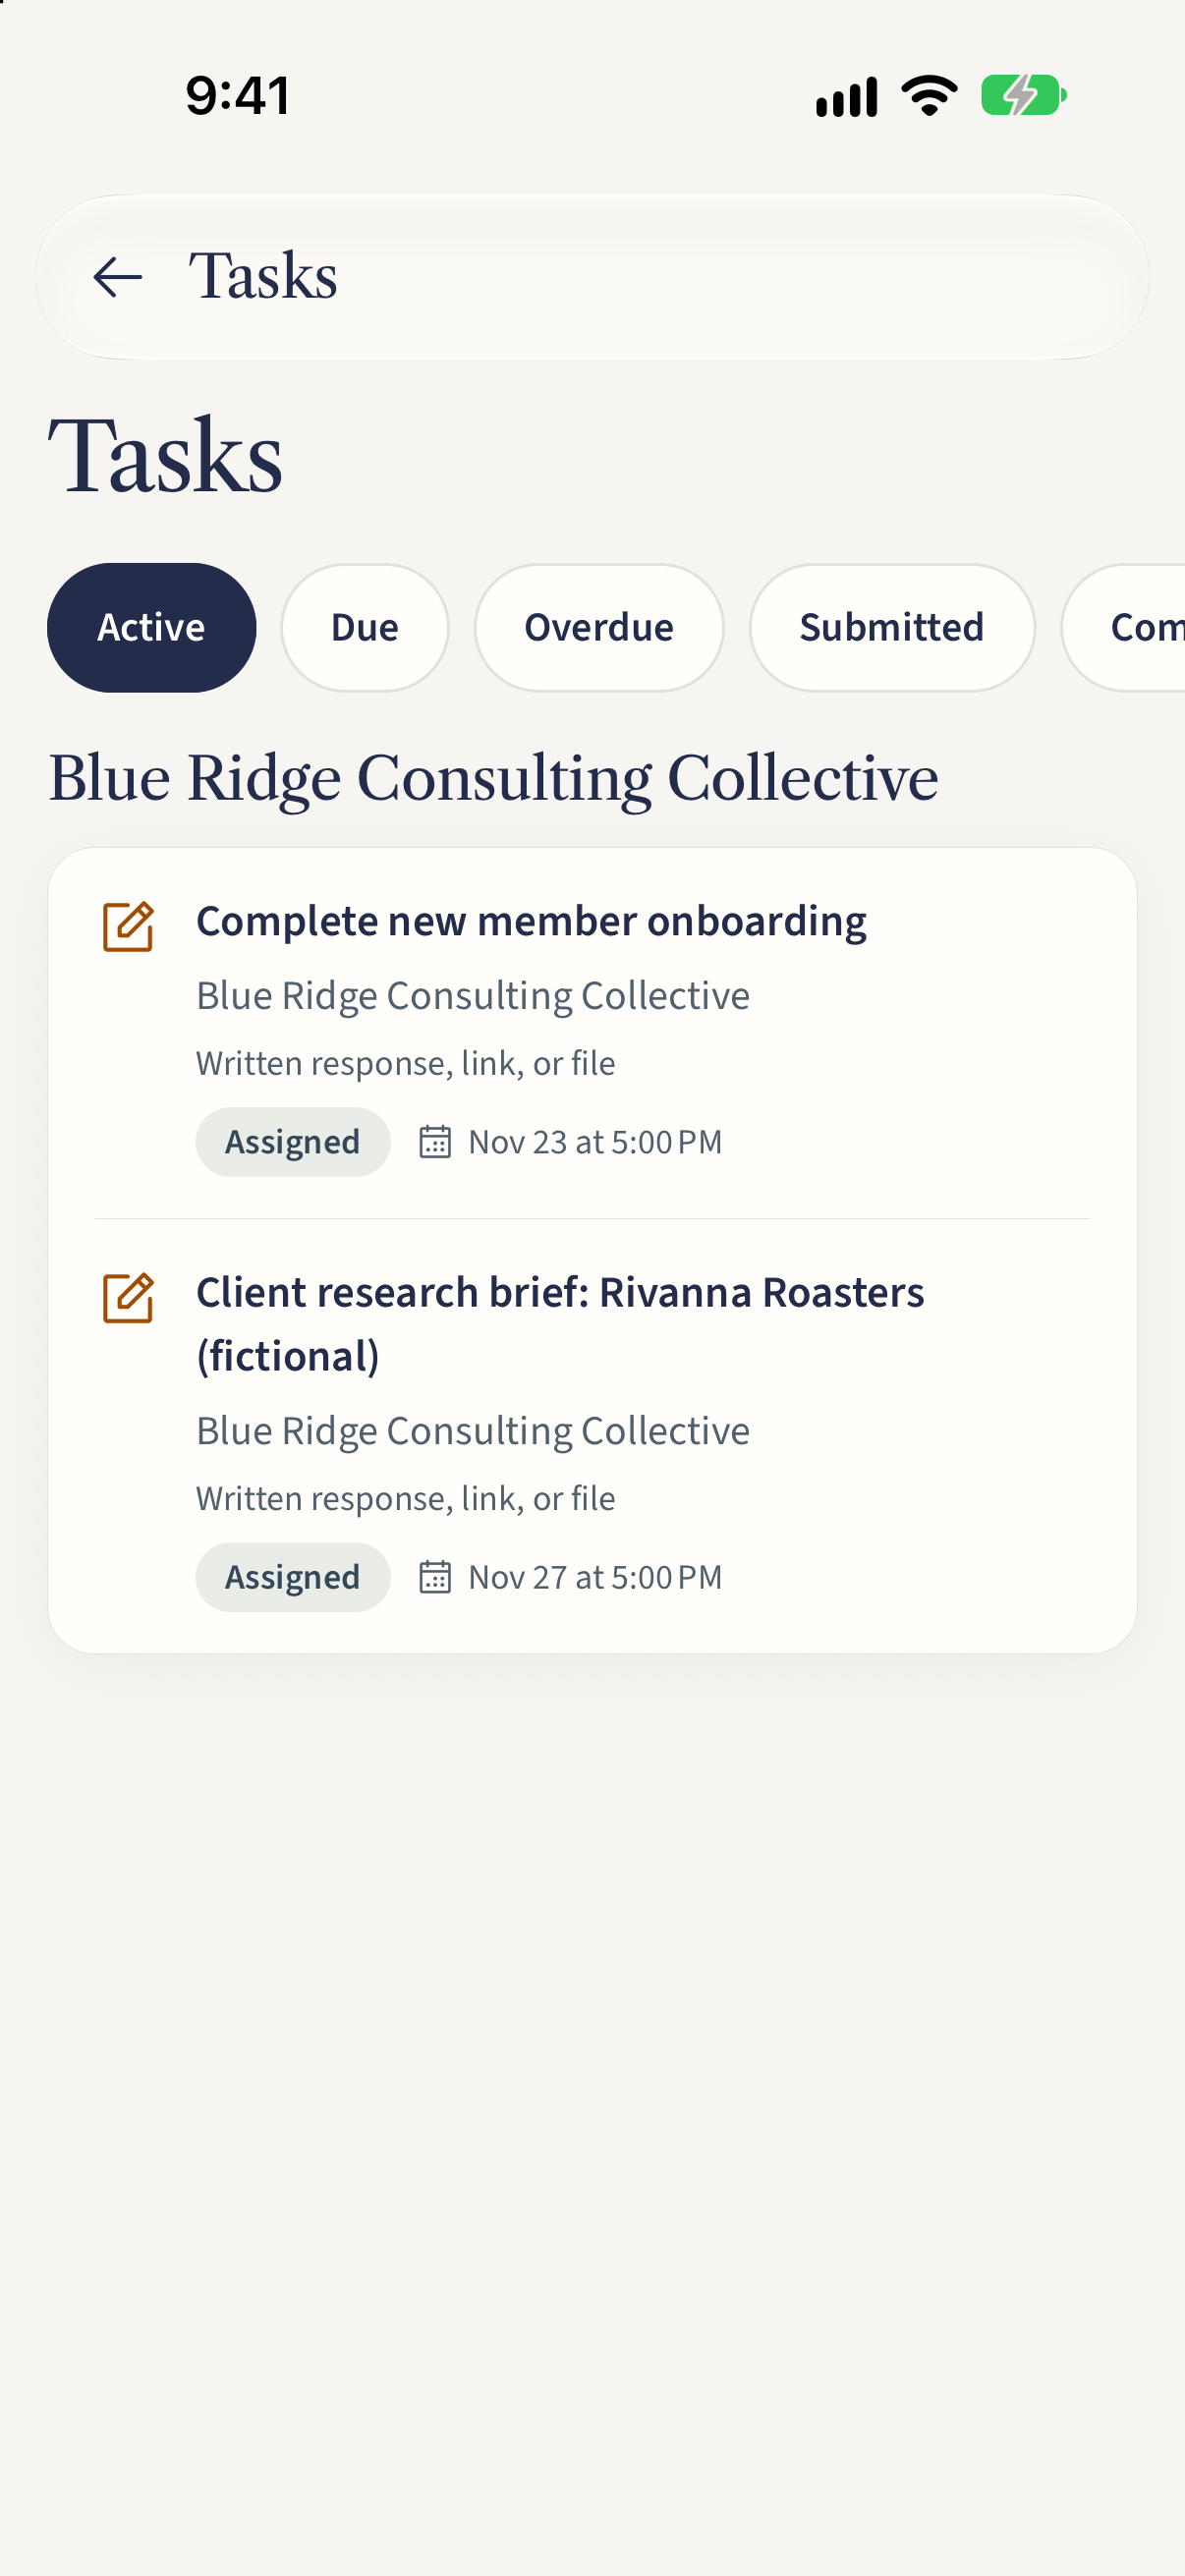 9:41
Tasks
Tasks
Active
Due
Overdue
Submitted
Com
Blue Ridge Consulting Collective
Complete new member onboarding
Blue Ridge Consulting Collective
Written response, link, or file
Assigned
Nov 23 at 5:00 PM
Client research brief: Rivanna Roasters
(fictional)
Blue Ridge Consulting Collective
Written response, link, or file
Assigned
Nov 27 at 5:00 PM